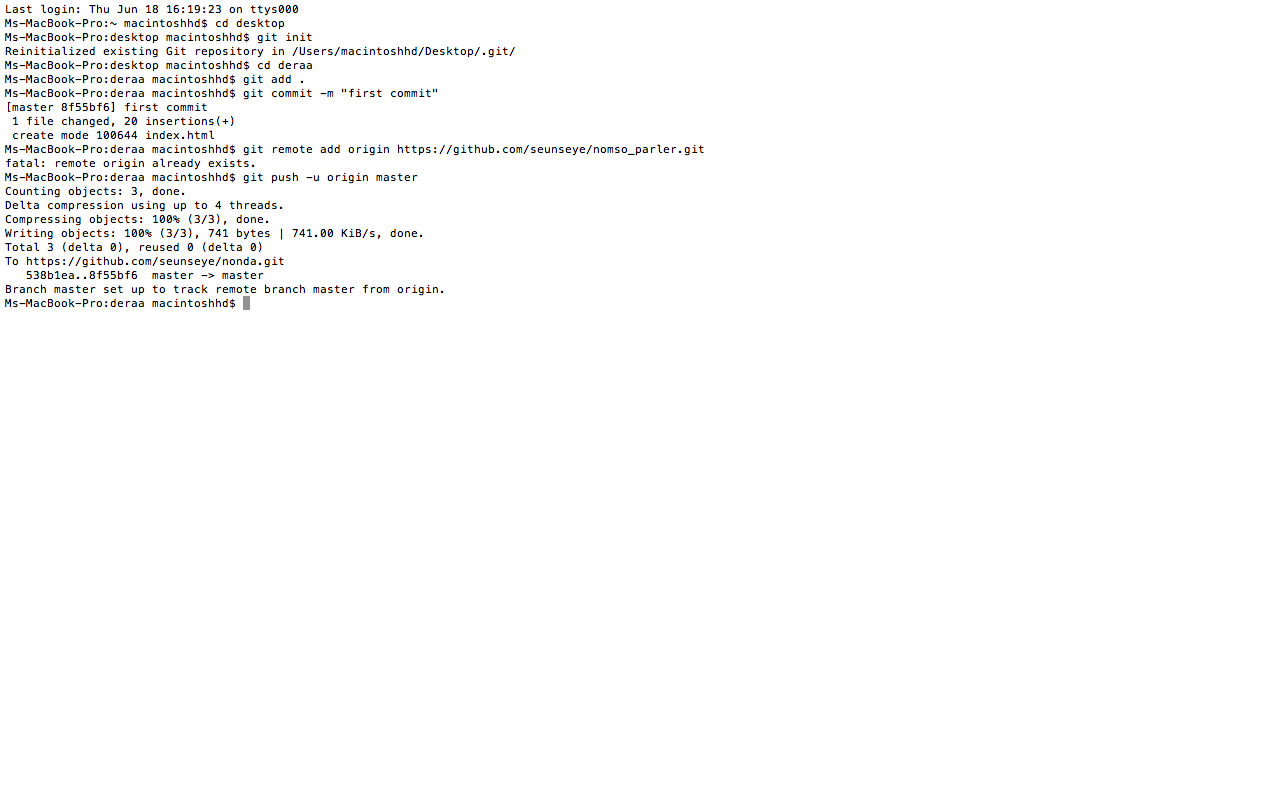 Last login: Thu Jun 18 16:19:23 on ttys000
Ms-MacBook-Pro:~ macintoshhd$ cd desktop
Ms-MacBook-Pro:desktop macintoshhd$ git init
Reinitialized existing Git repository in /Users/macintoshhd/Desktop/.git/
Ms-MacBook-Pro:desktop macintoshhd$ cd deraa
Ms-MacBook-Pro:deraa macintoshhd$ git add .
Ms-MacBook-Pro:deraa macintoshhd$ git commit -m "first commit"
[master 8f55bf6] first commit
 1 file changed, 20 insertions(+)
 create mode 100644 index.html
Ms-MacBook-Pro:deraa macintoshhd$ git remote add origin https://github.com/seunseye/nomso_parler.git
fatal: remote origin already exists.
Ms-MacBook-Pro:deraa macintoshhd$ git push -u origin master
Counting objects: 3, done.
Delta compression using up to 4 threads.
Compressing objects: 100% (3/3), done.
Writing objects: 100% (3/3), 741 bytes | 741.00 KiB/s, done.
Total 3 (delta 0), reused 0 (delta 0)
To https://github.com/seunseye/nonda.git
   538b1ea..8f55bf6  master -> master
Branch master set up to track remote branch master from origin.
Ms-MacBook-Pro:deraa macintoshhd$